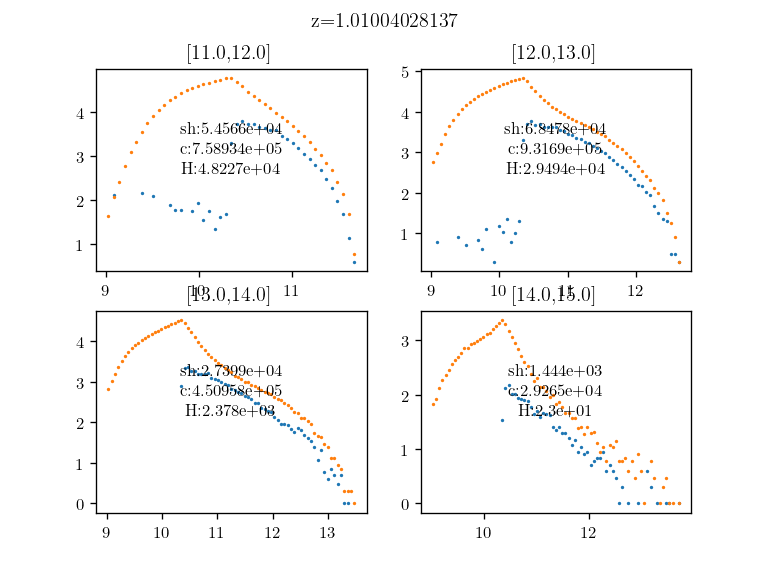 z=1.01004028137
[11.0,12.0]
[12.0,13.0]
4
3
2
1
sh:5.4566e+04
c:7.58934e+05
H:4.8227e+04
9
10
11
5
4
3
2
1
sh:6.8478e+04
c:9.3169e+05
H:2.9494e+04
9
10
11
12
[13.0,14.0]
[14.0,15.0]
4
3
2
1
0
sh:2.7399e+04
c:4.50958e+05
H:2.378e+03
9
10
11
12
13
3
2
1
0
sh:1.444e+03
c:2.9265e+04
H:2.3e+01
10
12